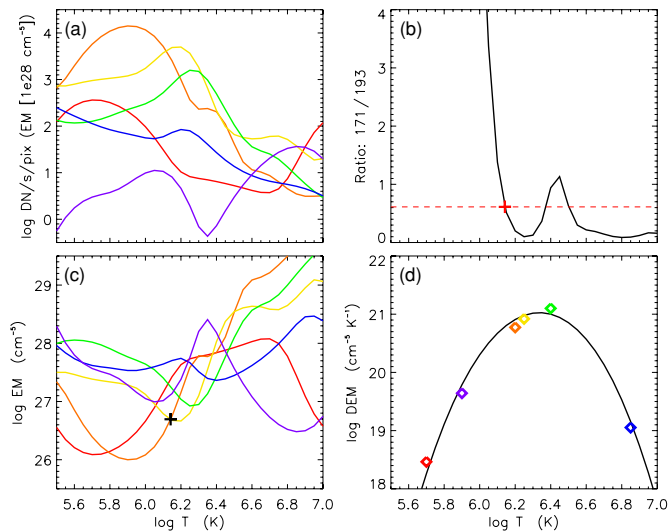 (a)
log DN/s/pix (EM [1e28 cm⁻⁵])
4
3
2
1
0
(b)
Ratio: 171/193
4
3
2
1
0
(c)
log EM (cm⁻⁵)
29
28
27
26
5.6 5.8 6.0 6.2 6.4 6.6 6.8 7.0
log T (K)
(d)
log DEM (cm⁻⁵ K⁻¹)
22
21
20
19
18
5.6 5.8 6.0 6.2 6.4 6.6 6.8 7.0
log T (K)